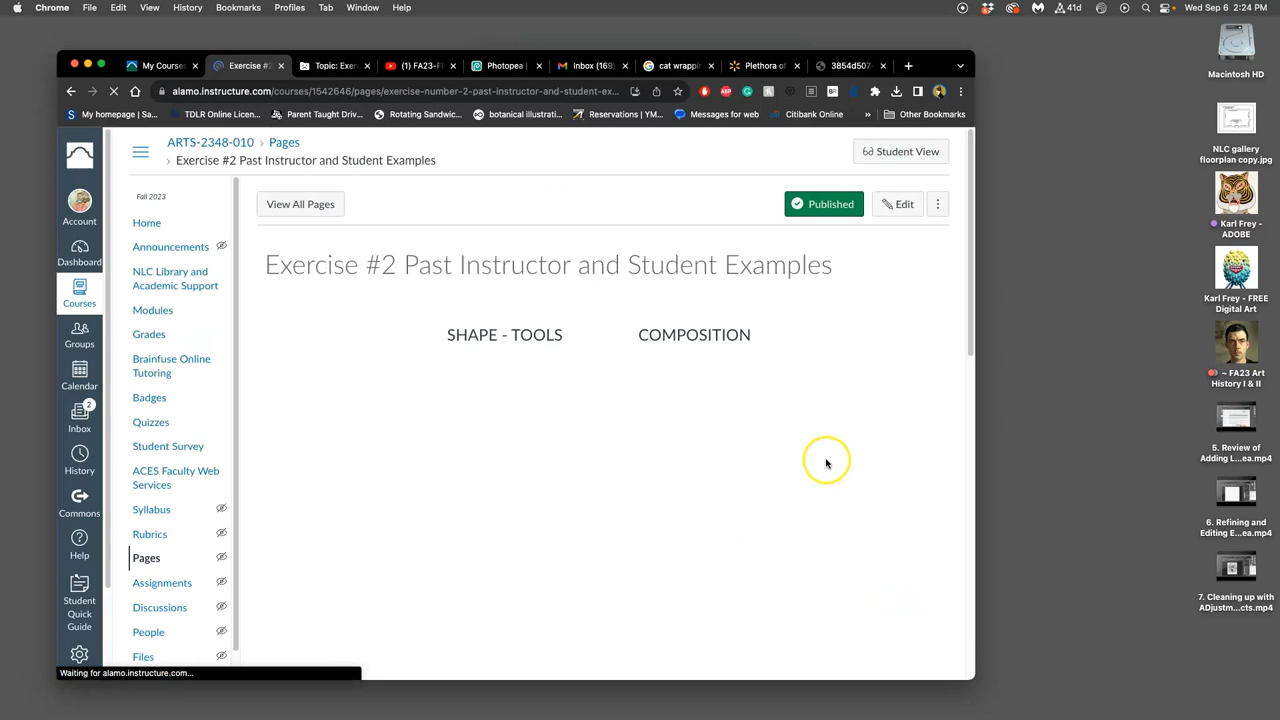 Chrome File Edit View History Bookmarks Profiles Tab Window Help
41d
Wed Sep 6 2:24 PM
My Courses
Exercise #2
Topic: Exer
(1) FA23-F
Photopea |
Inbox (169)
cat wrappin
Plethora of
3854d507-
alamo.instructure.com/courses/1542646/pages/exercise-number-2-past-instructor-and-student-ex...
My homepage | Sa...
TDLR Online Licen...
Parent Taught Driv...
Rotating Sandwic...
botanical illustrati...
Reservations | YM...
Messages for web
Citibank Online
»
Other Bookmarks
ARTS-2348-010 › Pages
› Exercise #2 Past Instructor and Student Examples
Student View
Account
Dashboard
Courses
Groups
Calendar
2
Inbox
History
Commons
Help
Student
Quick
Guide
Fall 2023
Home
Announcements
NLC Library and
Academic Support
Modules
Grades
Brainfuse Online
Tutoring
Badges
Quizzes
Student Survey
ACES Faculty Web
Services
Syllabus
Rubrics
Pages
Assignments
Discussions
People
Files
View All Pages
Published
Edit
Exercise #2 Past Instructor and Student Examples
SHAPE - TOOLS COMPOSITION
Waiting for alamo.instructure.com...
Macintosh HD
NLC gallery
floorplan copy.jpg
Karl Frey -
ADOBE
Karl Frey - FREE
Digital Art
~ FA23 Art
History I & II
5. Review of
Adding L...ea.mp4
6. Refining and
Editing E...ea.mp4
7. Cleaning up with
ADjustm...cts.mp4